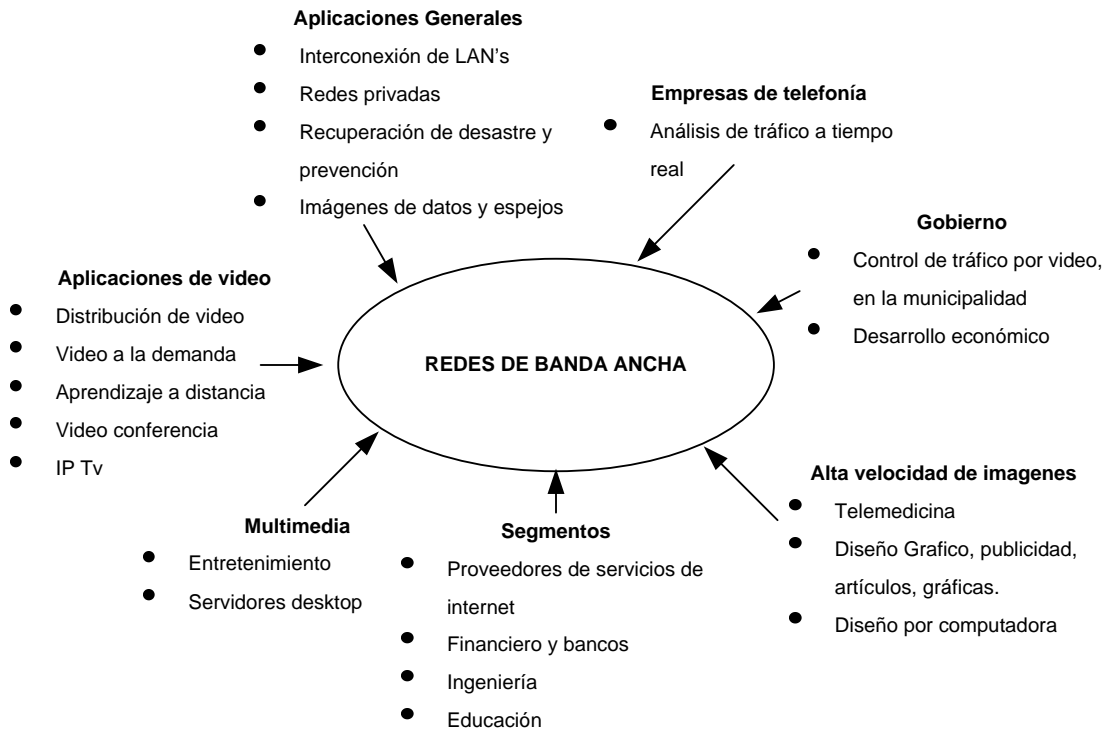 Aplicaciones Generales
• Interconexión de LAN's
• Redes privadas
• Recuperación de desastre y
prevención
• Imágenes de datos y espejos
Empresas de telefonía
• Análisis de tráfico a tiempo
real
Gobierno
• Control de tráfico por video,
en la municipalidad
• Desarrollo económico
Aplicaciones de video
• Distribución de video
• Video a la demanda
• Aprendizaje a distancia
• Video conferencia
• IP Tv
REDES DE BANDA ANCHA
Alta velocidad de imagenes
• Telemedicina
• Diseño Grafico, publicidad,
artículos, gráficas.
• Diseño por computadora
Multimedia
• Entretenimiento
• Servidores desktop
Segmentos
• Proveedores de servicios de
internet
• Financiero y bancos
• Ingeniería
• Educación